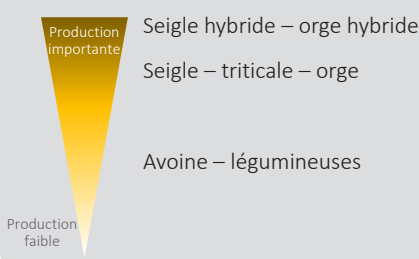 Production
importante
Seigle hybride – orge hybride
Seigle – triticale – orge
Avoine – légumineuses
Production
faible